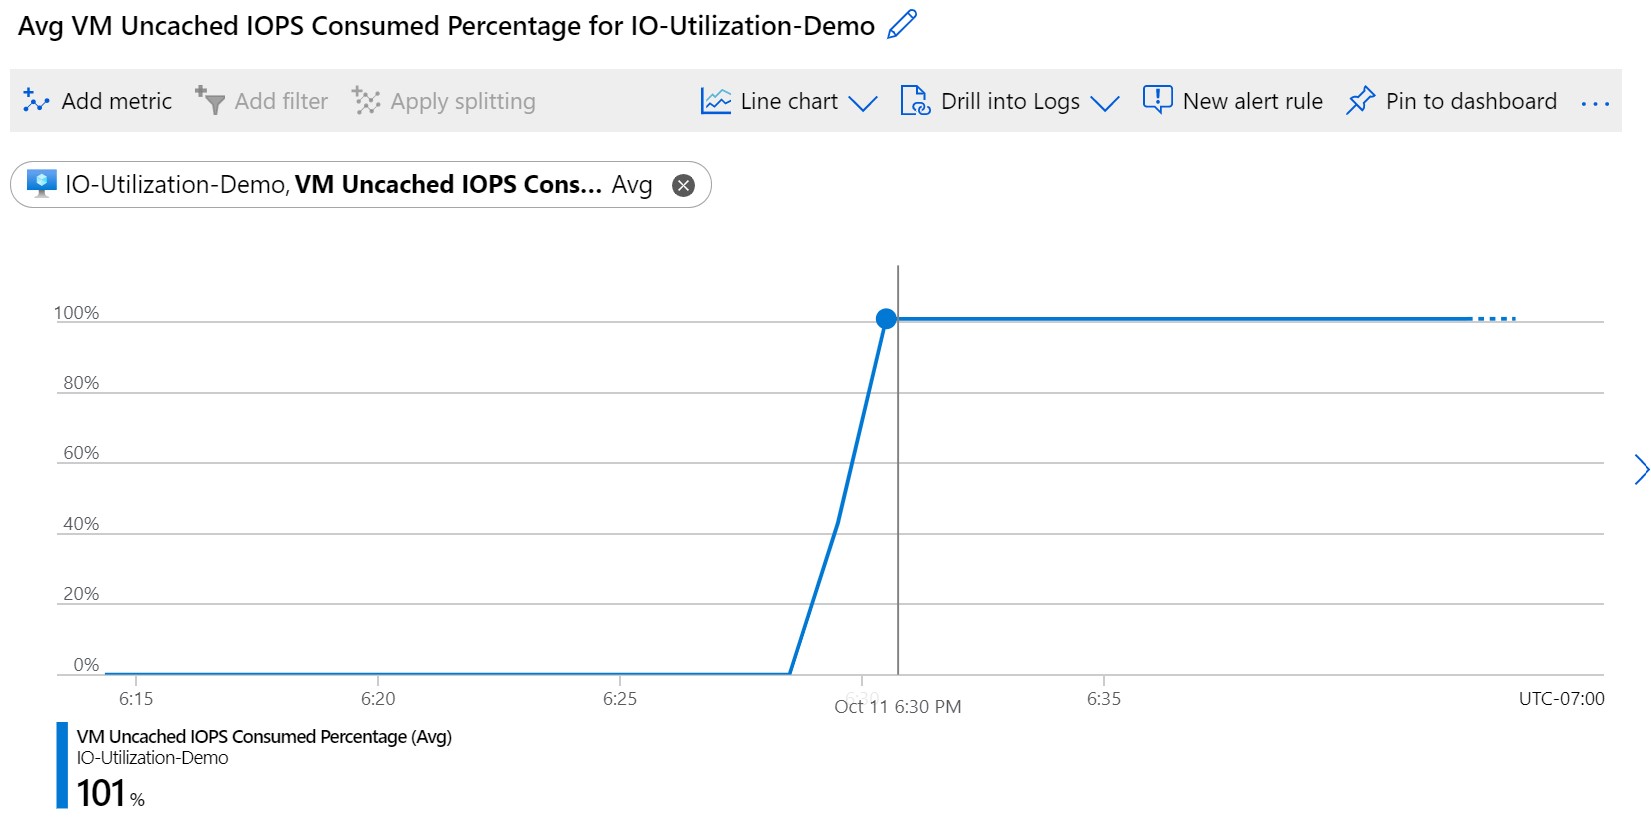 Avg VM Uncached IOPS Consumed Percentage for IO-Utilization-Demo
Add metric Add filter Apply splitting Line chart Drill into Logs New alert rule Pin to dashboard ...
IO-Utilization-Demo, VM Uncached IOPS Cons... Avg
100%
80%
60%
40%
20%
0%
6:15 6:20 6:25 6:30 6:35 UTC-07:00
Oct 11 6:30 PM
VM Uncached IOPS Consumed Percentage (Avg)
IO-Utilization-Demo
101 %